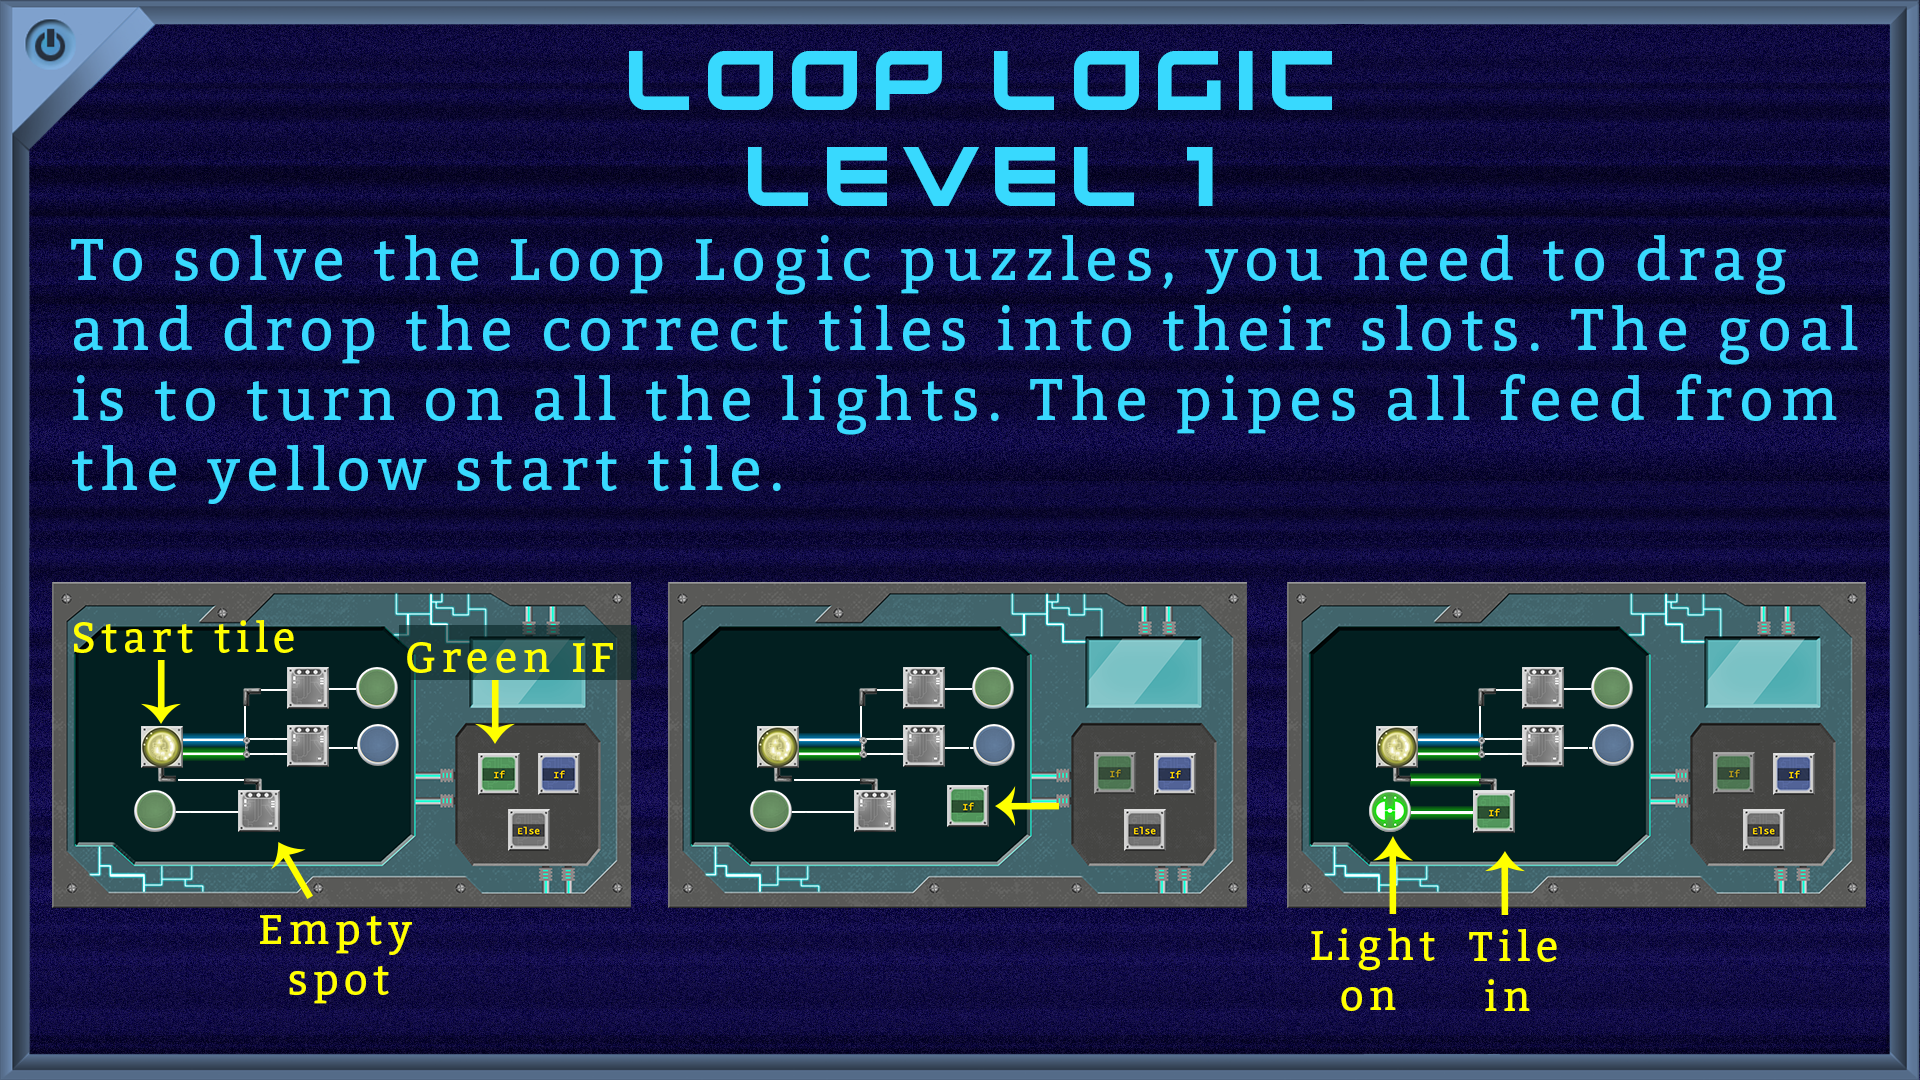 LOOP LOGIC
LEVEL 1
To solve the Loop Logic puzzles, you need to drag
and drop the correct tiles into their slots. The goal
is to turn on all the lights. The pipes all feed from
the yellow start tile.
Start tile
Green IF
If
If
Else
Empty
spot
If
If
If
Else
If
If
If
Else
Light
on
Tile
in